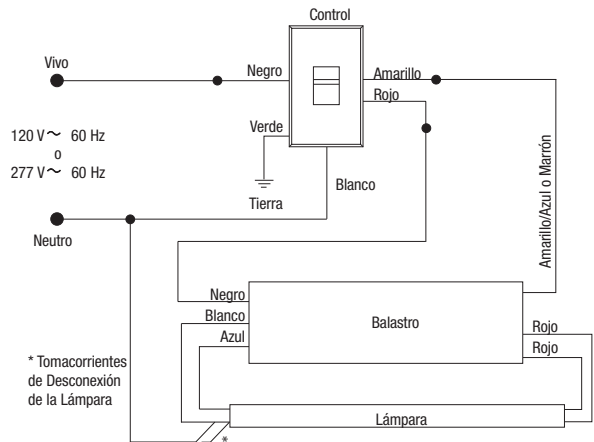 Control
Vivo
Negro
Amarillo
Rojo
Verde
120 V~ 60 Hz
o
277 V~ 60 Hz
Tierra
Blanco
Neutro
Amarillo/Azul o Marrón
Negro
Blanco
Azul
Balastro
Rojo
Rojo
* Tomacorrientes
de Desconexión
de la Lámpara
Lámpara
*